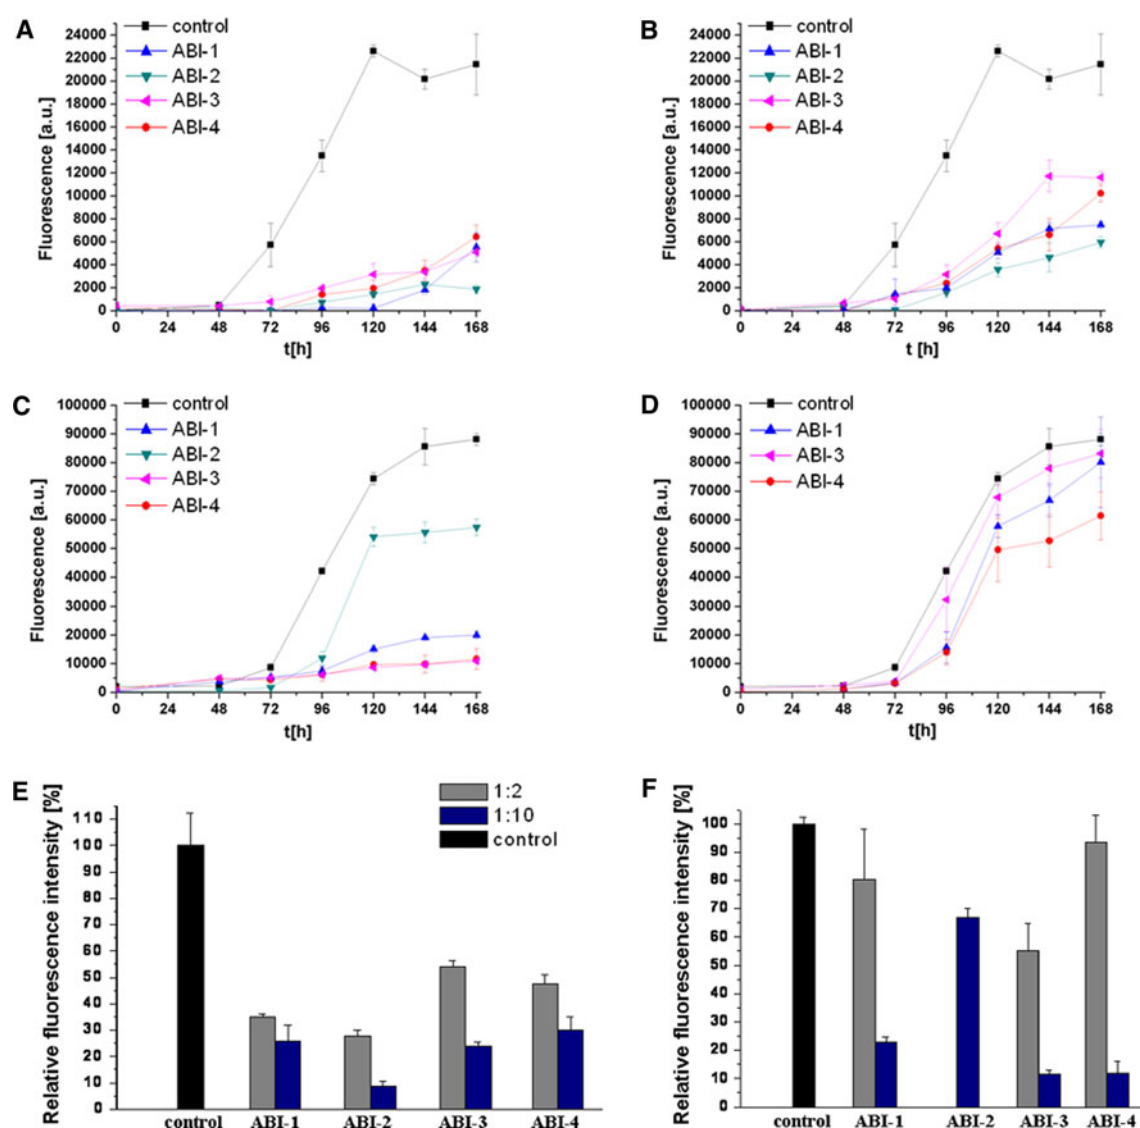 A
control
ABI-1
ABI-2
ABI-3
ABI-4
Fluorescence [a.u.]
24000
22000
20000
18000
16000
14000
12000
10000
8000
6000
4000
2000
0
0 24 48 72 96 120 144 168
t[h]
B
control
ABI-1
ABI-2
ABI-3
ABI-4
Fluorescence [a.u.]
24000
22000
20000
18000
16000
14000
12000
10000
8000
6000
4000
2000
0
0 24 48 72 96 120 144 168
t [h]
C
control
ABI-1
ABI-2
ABI-3
ABI-4
Fluorescence [a.u.]
100000
90000
80000
70000
60000
50000
40000
30000
20000
10000
0
0 24 48 72 96 120 144 168
t[h]
D
control
ABI-1
ABI-3
ABI-4
Fluorescence [a.u.]
100000
90000
80000
70000
60000
50000
40000
30000
20000
10000
0
0 24 48 72 96 120 144 168
t[h]
E
1:2
1:10
control
Relative fluorescence intensity [%]
110
100
90
80
70
60
50
40
30
20
10
0
control ABI-1 ABI-2 ABI-3 ABI-4
F
Relative fluorescence intensity [%]
100
90
80
70
60
50
40
30
20
10
0
control ABI-1 ABI-2 ABI-3 ABI-4